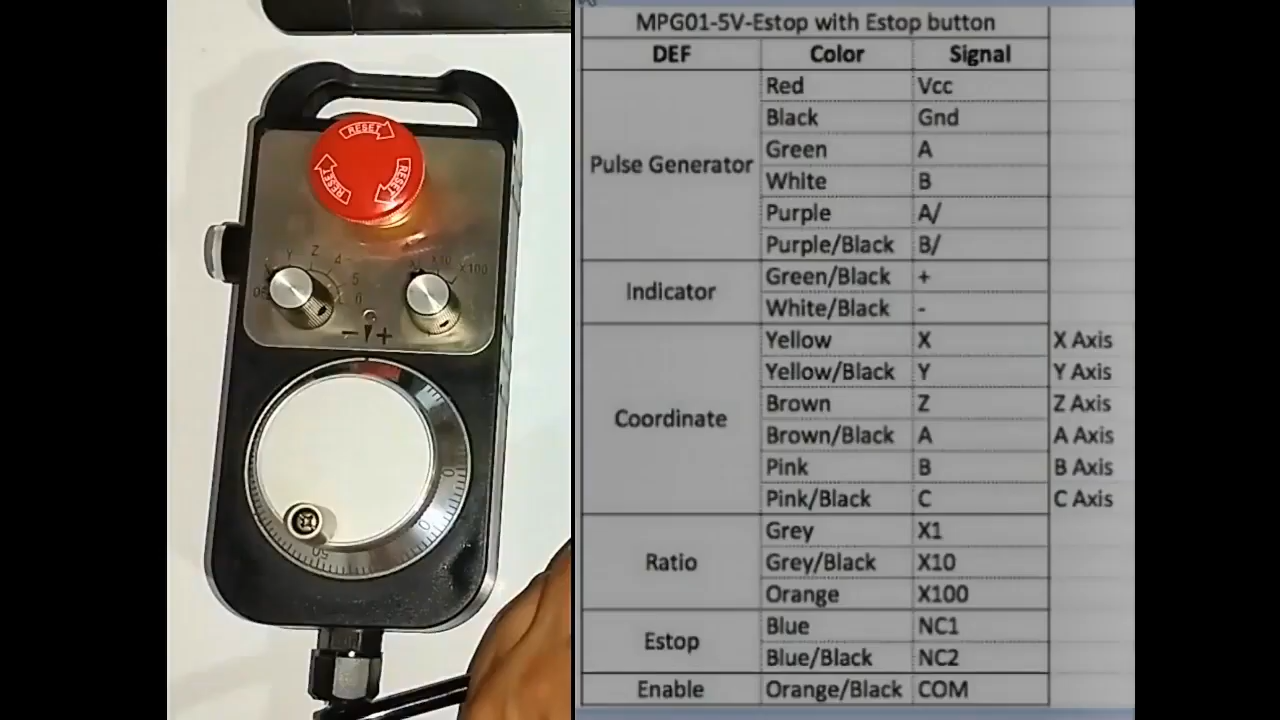 RESET
RESET
RESET
Y Z 4
5
6
X10
X100
- +
0
50
MPG01-5V-Estop with Estop button
DEF Color Signal
Pulse Generator
Red Vcc
Black Gnd
Green A
White B
Purple A/
Purple/Black B/
Indicator
Green/Black +
White/Black -
Coordinate
Yellow X X Axis
Yellow/Black Y Y Axis
Brown Z Z Axis
Brown/Black A A Axis
Pink B B Axis
Pink/Black C C Axis
Ratio
Grey X1
Grey/Black X10
Orange X100
Estop
Blue NC1
Blue/Black NC2
Enable Orange/Black COM